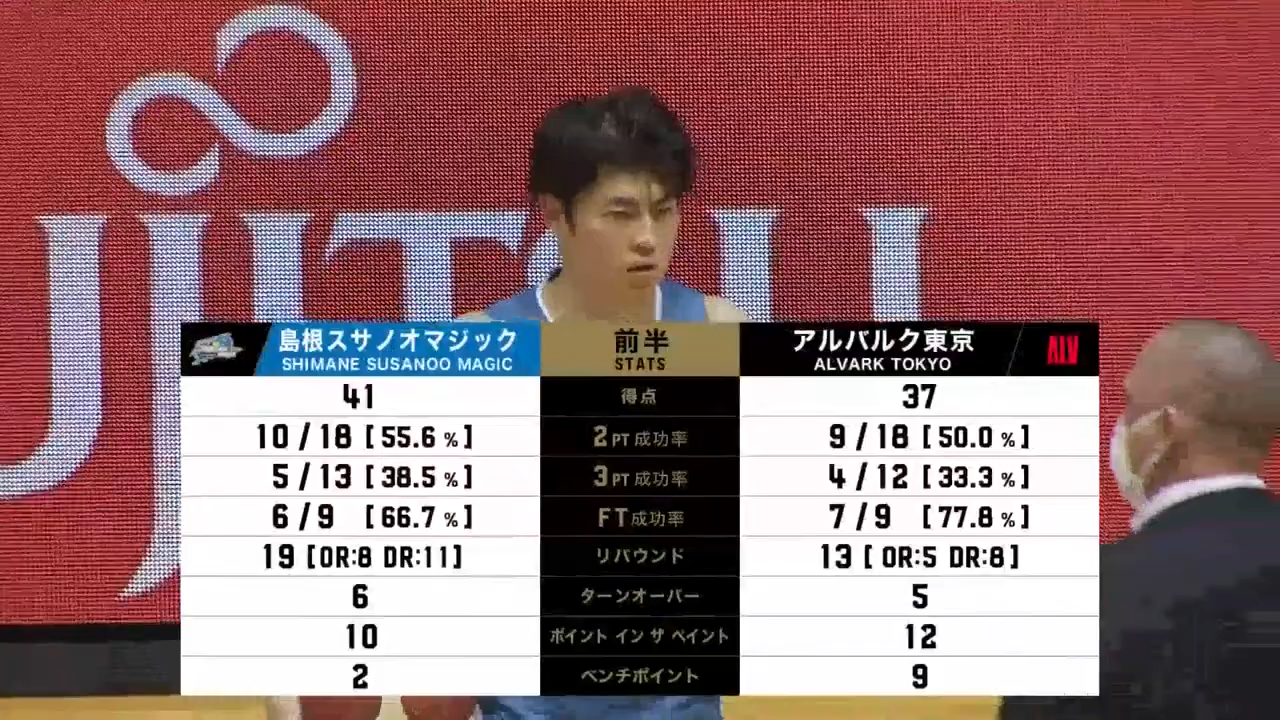 UJITSU
島根スサノオマジック
SHIMANE SUSANOO MAGIC
前半
STATS
アルバルク東京
ALVARK TOKYO
ALV
41 得点 37
10 / 18 [ 55.6 % ] 2 PT 成功率 9 / 18 [ 50.0 % ]
5 / 13 [ 38.5 % ] 3 PT 成功率 4 / 12 [ 33.3 % ]
6 / 9 [ 66.7 % ] FT 成功率 7 / 9 [ 77.8 % ]
19 [OR:8 DR:11] リバウンド 13 [ OR:5 DR:8 ]
6 ターンオーバー 5
10 ポイント イン ザ ペイント 12
2 ベンチポイント 9